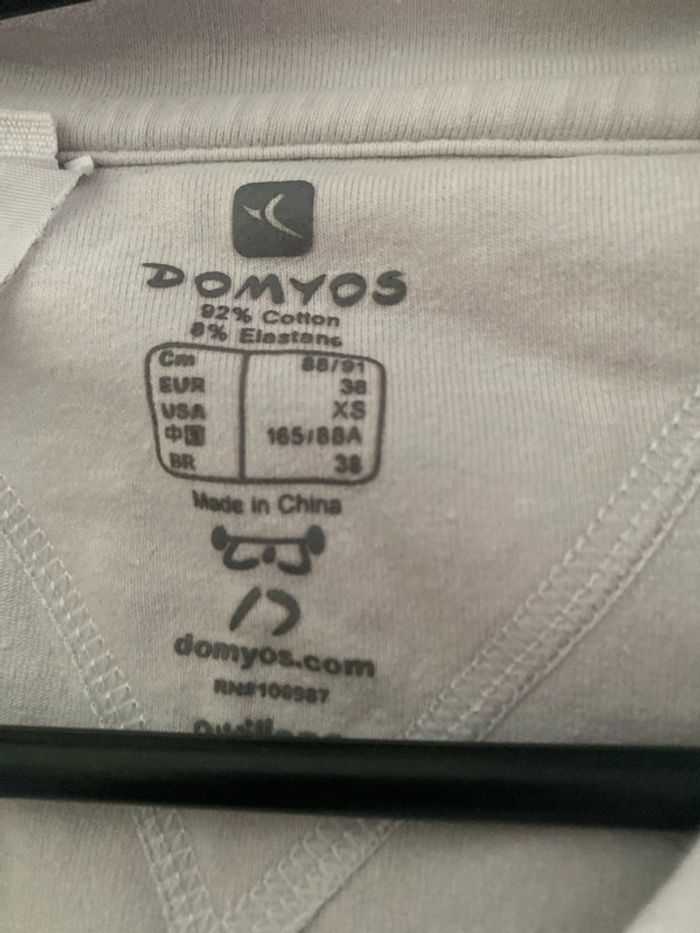 DOMYOS
92% Cotton
8% Elastane
Cm 88/91
EUR 38
USA XS
中国 165/88A
BR 38
Made in China
domyos.com
RN#108987